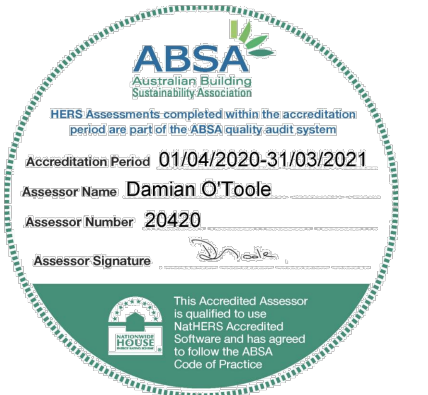 ABSA
Australian Building
Sustainability Association
HERS Assessments completed within the accreditation
period are part of the ABSA quality audit system
Accreditation Period 01/04/2020-31/03/2021
Assessor Name Damian O'Toole
Assessor Number 20420
Assessor Signature
This Accredited Assessor
is qualified to use
NatHERS Accredited
Software and has agreed
to follow the ABSA
Code of Practice
NATIONWIDE
HOUSE